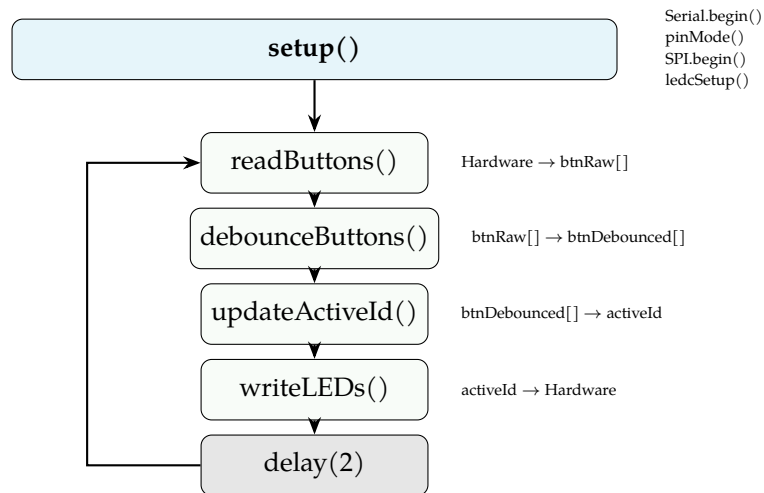 setup()
Serial.begin()
pinMode()
SPI.begin()
ledcSetup()
readButtons()
Hardware → btnRaw[]
debounceButtons()
btnRaw[] → btnDebounced[]
updateActiveId()
btnDebounced[] → activeId
writeLEDs()
activeId → Hardware
delay(2)